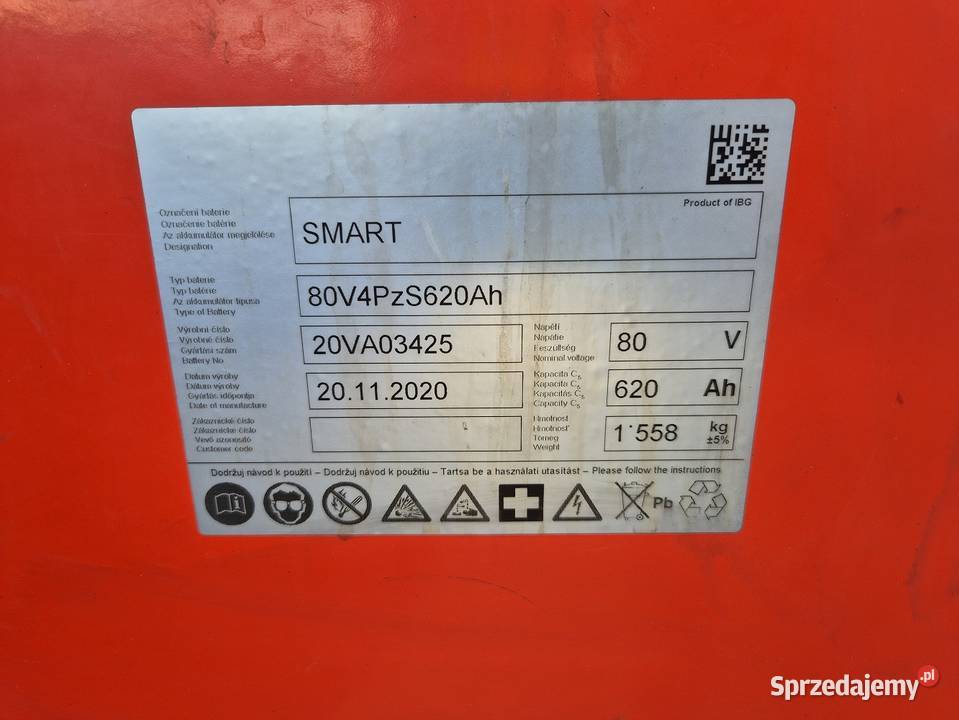 Product of IBG
Označení baterie
Označenie batérie
Az akkumulátor megjelölése
Designation
SMART
Typ baterie
Typ batérie
Az akkumulátor típusa
Type of Battery
80V4PzS620Ah
Výrobní číslo
Výrobné číslo
Gyártási szám
Battery No
20VA03425
Napětí
Napätie
Feszültség
Nominal voltage
80 V
Datum výroby
Dátum výroby
Gyártás időpontja
Date of manufacture
20.11.2020
Kapacita C5
Kapacita C5
Kapacitás C5
Capacity C5
620 Ah
Zákaznické číslo
Zákaznícke číslo
Vevő azonosító
Customer code
Hmotnost
Hmotnosť
Tömeg
Weight
1'558 kg
±5%
Dodržuj návod k použití – Dodržuj návod k použitiu – Tartsa be a használati utasítást – Please follow the instructions
Pb
Sprzedajemy.pl